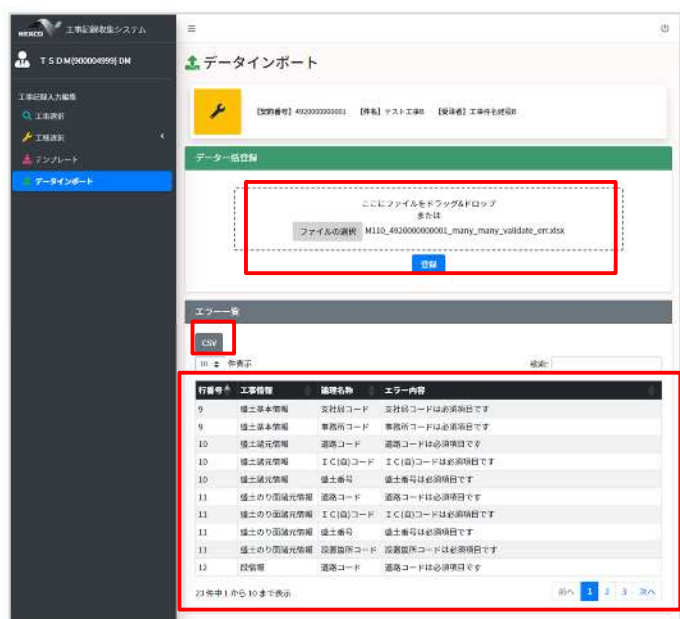 NEXCO 工事記録収集システム
T S D M(900004999) DM
工事記録入力編集
工事選択
工種選択
テンプレート
データインポート
データインポート
【契約番号】4920000000001 【件名】テスト工事B 【受注者】工事件名続局B
データ一括登録
ここにファイルをドラッグ&ドロップ
または
ファイルの選択 M110_4920000000001_many_many_validate_err.xlsx
登録
エラー一覧
CSV
10 件表示 検索:
行番号 工事情報 論理名称 エラー内容
9 盛土基本情報 支社局コード 支社局コードは必須項目です
9 盛土基本情報 事務所コード 事務所コードは必須項目です
10 盛土諸元情報 道路コード 道路コードは必須項目です
10 盛土諸元情報 IC(自)コード IC(自)コードは必須項目です
10 盛土諸元情報 盛土番号 盛土番号は必須項目です
11 盛土のり面諸元情報 道路コード 道路コードは必須項目です
11 盛土のり面諸元情報 IC(自)コード IC(自)コードは必須項目です
11 盛土のり面諸元情報 盛土番号 盛土番号は必須項目です
11 盛土のり面諸元情報 設置箇所コード 設置箇所コードは必須項目です
12 段情報 道路コード 道路コードは必須項目です
23 件中 1 から 10 まで表示 前へ 1 2 3 次へ